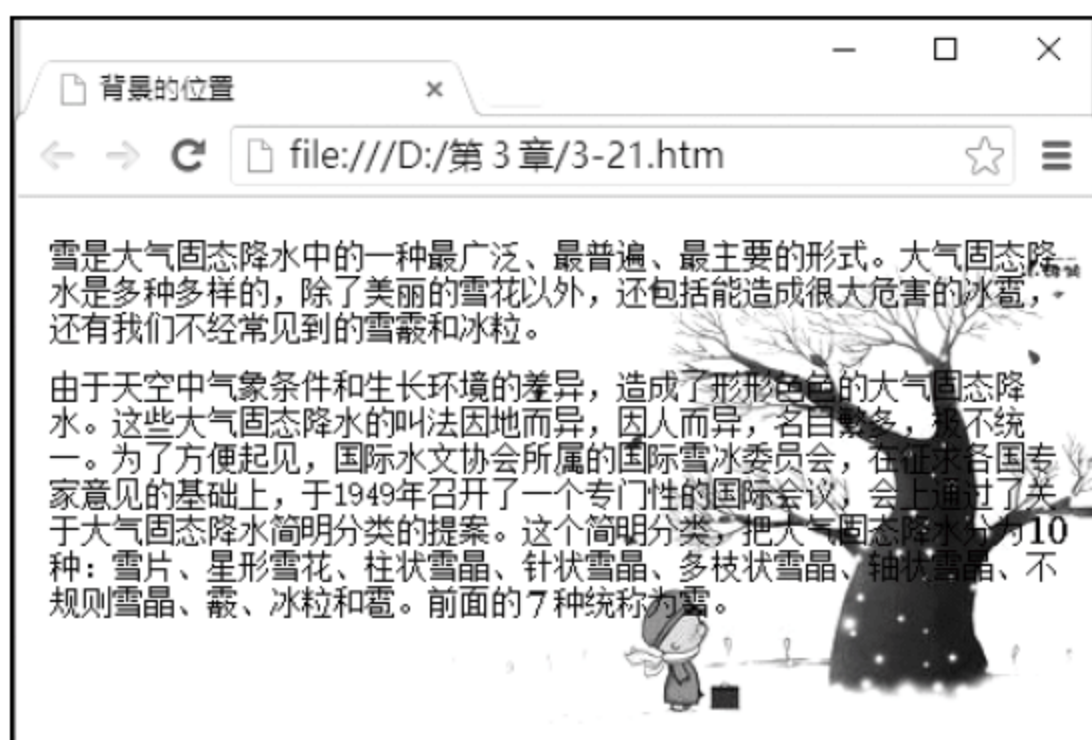 背景的位置
file:///D:/第3章/3-21.htm
雪是大气固态降水中的一种最广泛、最普遍、最主要的形式。大气固态降
水是多种多样的，除了美丽的雪花以外，还包括能造成很大危害的冰雹，
还有我们不经常见到的雪霰和冰粒。
由于天空中气象条件和生长环境的差异，造成了形形色色的大气固态降
水。这些大气固态降水的叫法因地而异，因人而异，名目繁多，极不统
一。为了方便起见，国际水文协会所属的国际雪冰委员会，在征求各国专
家意见的基础上，于1949年召开了一个专门性的国际会议，会上通过了关
于大气固态降水简明分类的提案。这个简明分类，把大气固态降水分为10
种：雪片、星形雪花、柱状雪晶、针状雪晶、多枝状雪晶、轴状雪晶、不
规则雪晶、霰、冰粒和雹。前面的7种统称为雪。